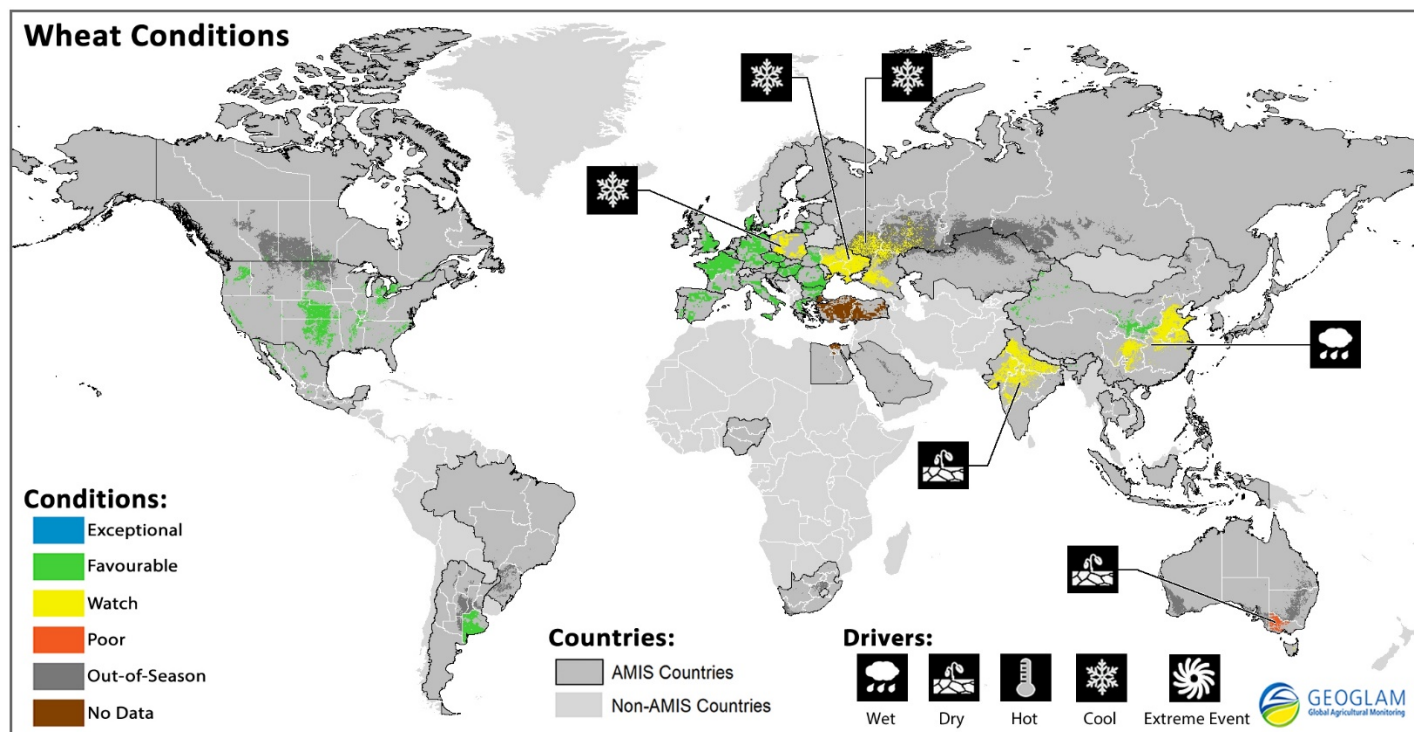 Wheat Conditions
Conditions:
Exceptional
Favourable
Watch
Poor
Out-of-Season
No Data
Countries:
AMIS Countries
Non-AMIS Countries
Drivers:
Wet
Dry
Hot
Cool
Extreme Event
GEOGLAM
Global Agricultural Monitoring